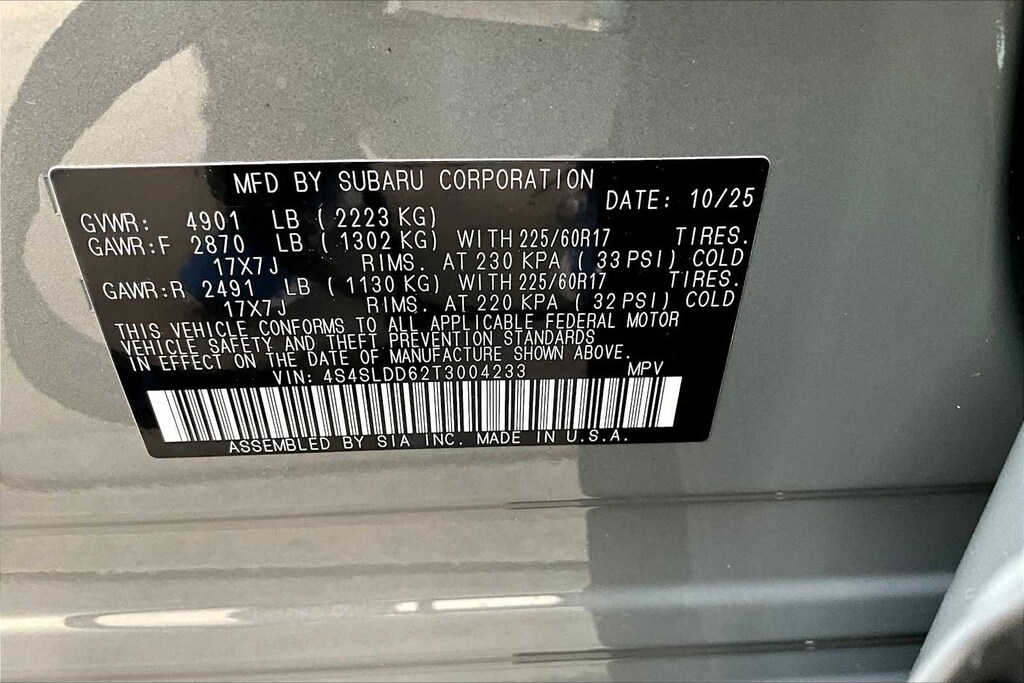 MFD BY SUBARU CORPORATION
DATE: 10/25
GVWR: 4901 LB ( 2223 KG)
GAWR:F 2870 LB ( 1302 KG) WITH 225/60R17 TIRES.
17X7J RIMS. AT 230 KPA ( 33 PSI) COLD
GAWR:R 2491 LB ( 1130 KG) WITH 225/60R17 TIRES.
17X7J RIMS. AT 220 KPA ( 32 PSI) COLD
THIS VEHICLE CONFORMS TO ALL APPLICABLE FEDERAL MOTOR
VEHICLE SAFETY AND THEFT PREVENTION STANDARDS
IN EFFECT ON THE DATE OF MANUFACTURE SHOWN ABOVE.
VIN: 4S4SLDD62T3004233 MPV
ASSEMBLED BY SIA INC. MADE IN U.S.A.